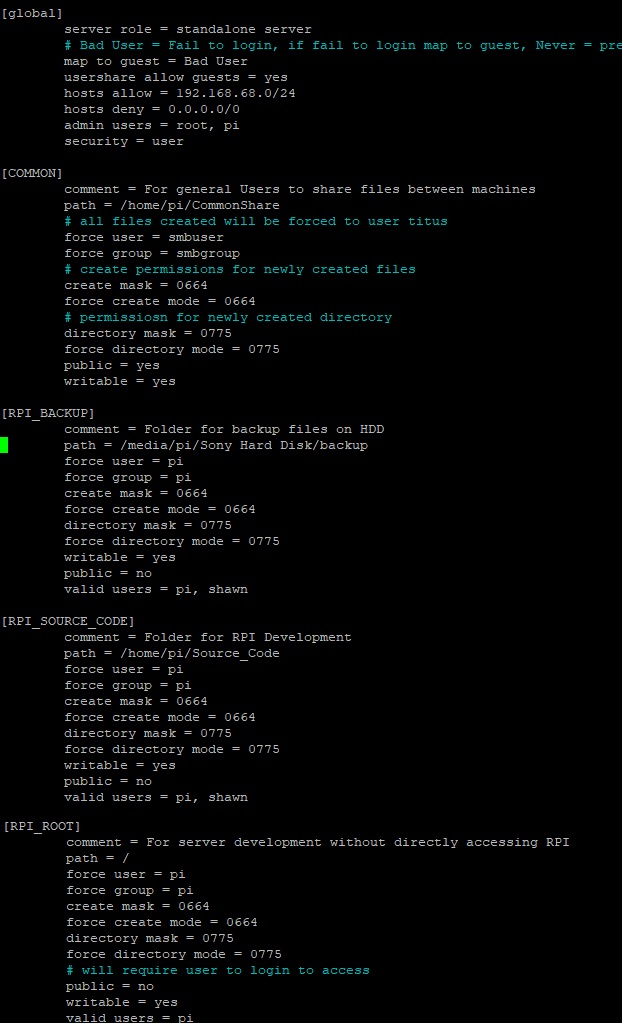 [global]
server role = standalone server
# Bad User = Fail to login, if fail to login map to guest, Never = pre
map to guest = Bad User
usershare allow guests = yes
hosts allow = 192.168.68.0/24
hosts deny = 0.0.0.0/0
admin users = root, pi
security = user
[COMMON]
comment = For general Users to share files between machines
path = /home/pi/CommonShare
# all files created will be forced to user titus
force user = smbuser
force group = smbgroup
# create permissions for newly created files
create mask = 0664
force create mode = 0664
# permissiosn for newly created directory
directory mask = 0775
force directory mode = 0775
public = yes
writable = yes
[RPI_BACKUP]
comment = Folder for backup files on HDD
path = /media/pi/Sony Hard Disk/backup
force user = pi
force group = pi
create mask = 0664
force create mode = 0664
directory mask = 0775
force directory mode = 0775
writable = yes
public = no
valid users = pi, shawn
[RPI_SOURCE_CODE]
comment = Folder for RPI Development
path = /home/pi/Source_Code
force user = pi
force group = pi
create mask = 0664
force create mode = 0664
directory mask = 0775
force directory mode = 0775
writable = yes
public = no
valid users = pi, shawn
[RPI_ROOT]
comment = For server development without directly accessing RPI
path = /
force user = pi
force group = pi
create mask = 0664
force create mode = 0664
directory mask = 0775
force directory mode = 0775
# will require user to login to access
public = no
writable = yes
valid users = pi